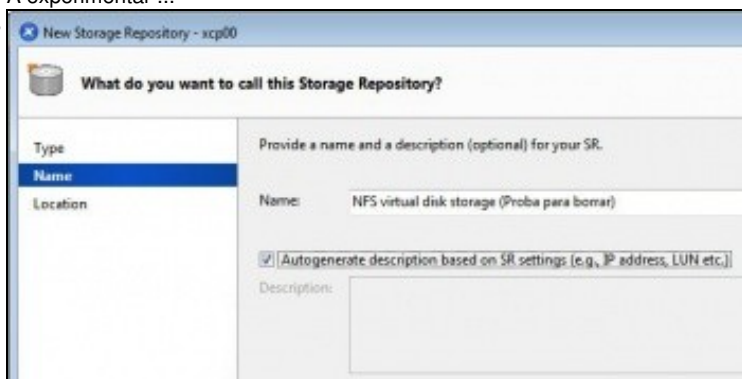 A experimentar ...
New Storage Repository - xcp00
What do you want to call this Storage Repository?
Type
Name
Location
Provide a name and a description (optional) for your SR.
Name: NFS virtual disk storage (Proba para borrar)
Autogenerate description based on SR settings (e.g., IP address, LUN etc.)
Description: